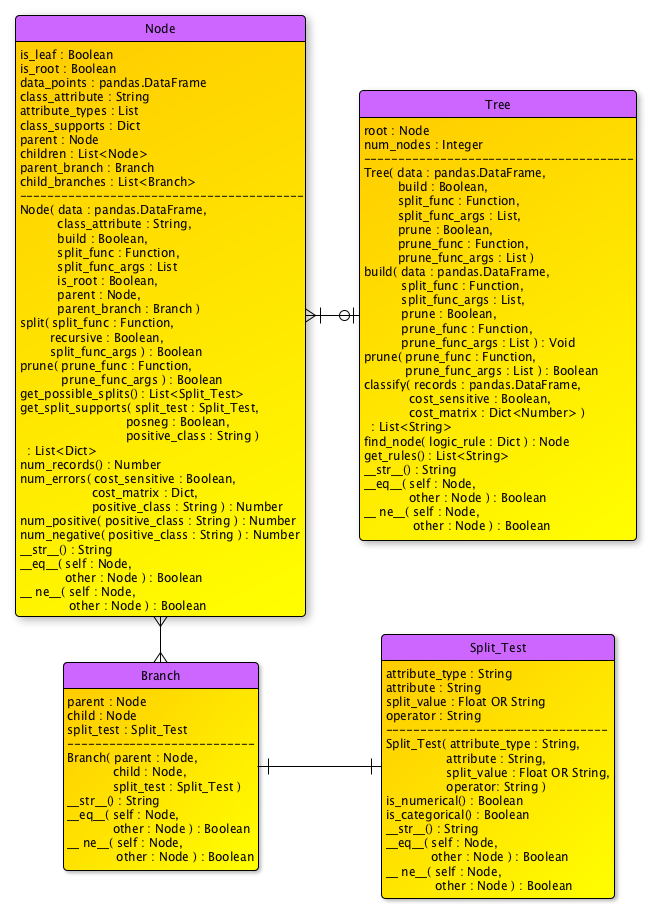 Node
is_leaf : Boolean
is_root : Boolean
data_points : pandas.DataFrame
class_attribute : String
attribute_types : List
class_supports : Dict
parent : Node
children : List<Node>
parent_branch : Branch
child_branches : List<Branch>
Node( data : pandas.DataFrame,
class_attribute : String,
build : Boolean,
split_func : Function,
split_func_args : List
is_root : Boolean,
parent : Node,
parent_branch : Branch )
split( split_func : Function,
recursive : Boolean,
split_func_args ) : Boolean
prune( prune_func : Function,
prune_func_args ) : Boolean
get_possible_splits() : List<Split_Test>
get_split_supports( split_test : Split_Test,
posneg : Boolean,
positive_class : String )
: List<Dict>
num_records() : Number
num_errors( cost_sensitive : Boolean,
cost_matrix : Dict,
positive_class : String ) : Number
num_positive( positive_class : String ) : Number
num_negative( positive_class : String ) : Number
__str__() : String
__eq__( self : Node,
other : Node ) : Boolean
__ ne__( self : Node,
other : Node ) : Boolean
Tree
root : Node
num_nodes : Integer
Tree( data : pandas.DataFrame,
build : Boolean,
split_func : Function,
split_func_args : List,
prune : Boolean,
prune_func : Function,
prune_func_args : List )
build( data : pandas.DataFrame,
split_func : Function,
split_func_args : List,
prune : Boolean,
prune_func : Function,
prune_func_args : List ) : Void
prune( prune_func : Function,
prune_func_args : List ) : Boolean
classify( records : pandas.DataFrame,
cost_sensitive : Boolean,
cost_matrix : Dict<Number> )
: List<String>
find_node( logic_rule : Dict ) : Node
get_rules() : List<String>
__str__() : String
__eq__( self : Node,
other : Node ) : Boolean
__ ne__( self : Node,
other : Node ) : Boolean
Branch
parent : Node
child : Node
split_test : Split_Test
Branch( parent : Node,
child : Node,
split_test : Split_Test )
__str__() : String
__eq__( self : Node,
other : Node ) : Boolean
__ ne__( self : Node,
other : Node ) : Boolean
Split_Test
attribute_type : String
attribute : String
split_value : Float OR String
operator : String
Split_Test( attribute_type : String,
attribute : String,
split_value : Float OR String,
operator: String )
is_numerical() : Boolean
is_categorical() : Boolean
__str__() : String
__eq__( self : Node,
other : Node ) : Boolean
__ ne__( self : Node,
other : Node ) : Boolean